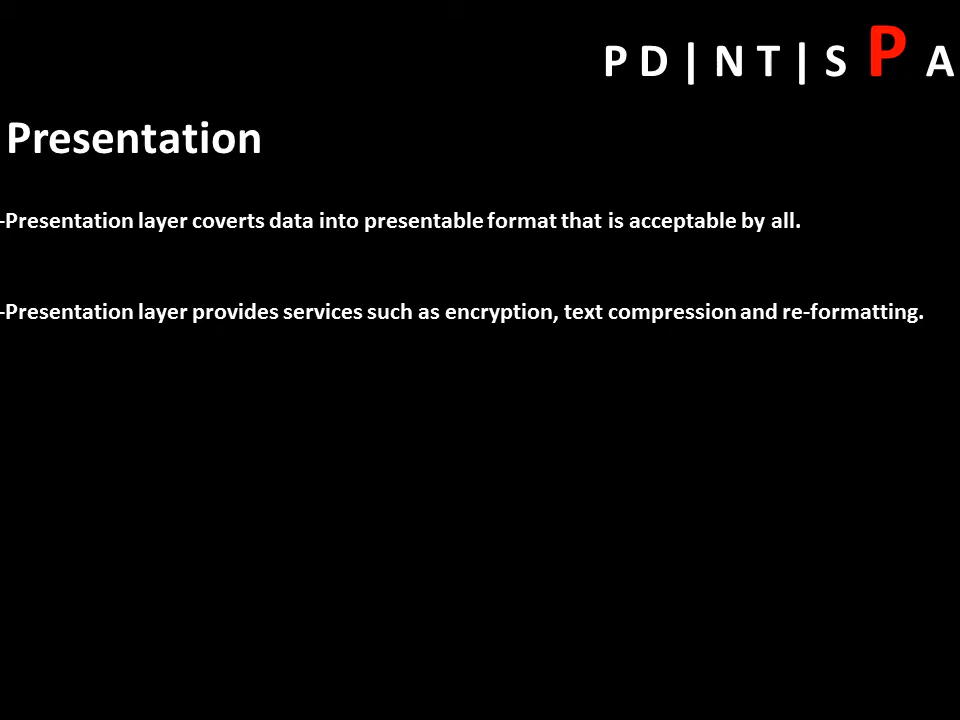 P D | N T | S P A
Presentation
-Presentation layer coverts data into presentable format that is acceptable by all.
-Presentation layer provides services such as encryption, text compression and re-formatting.